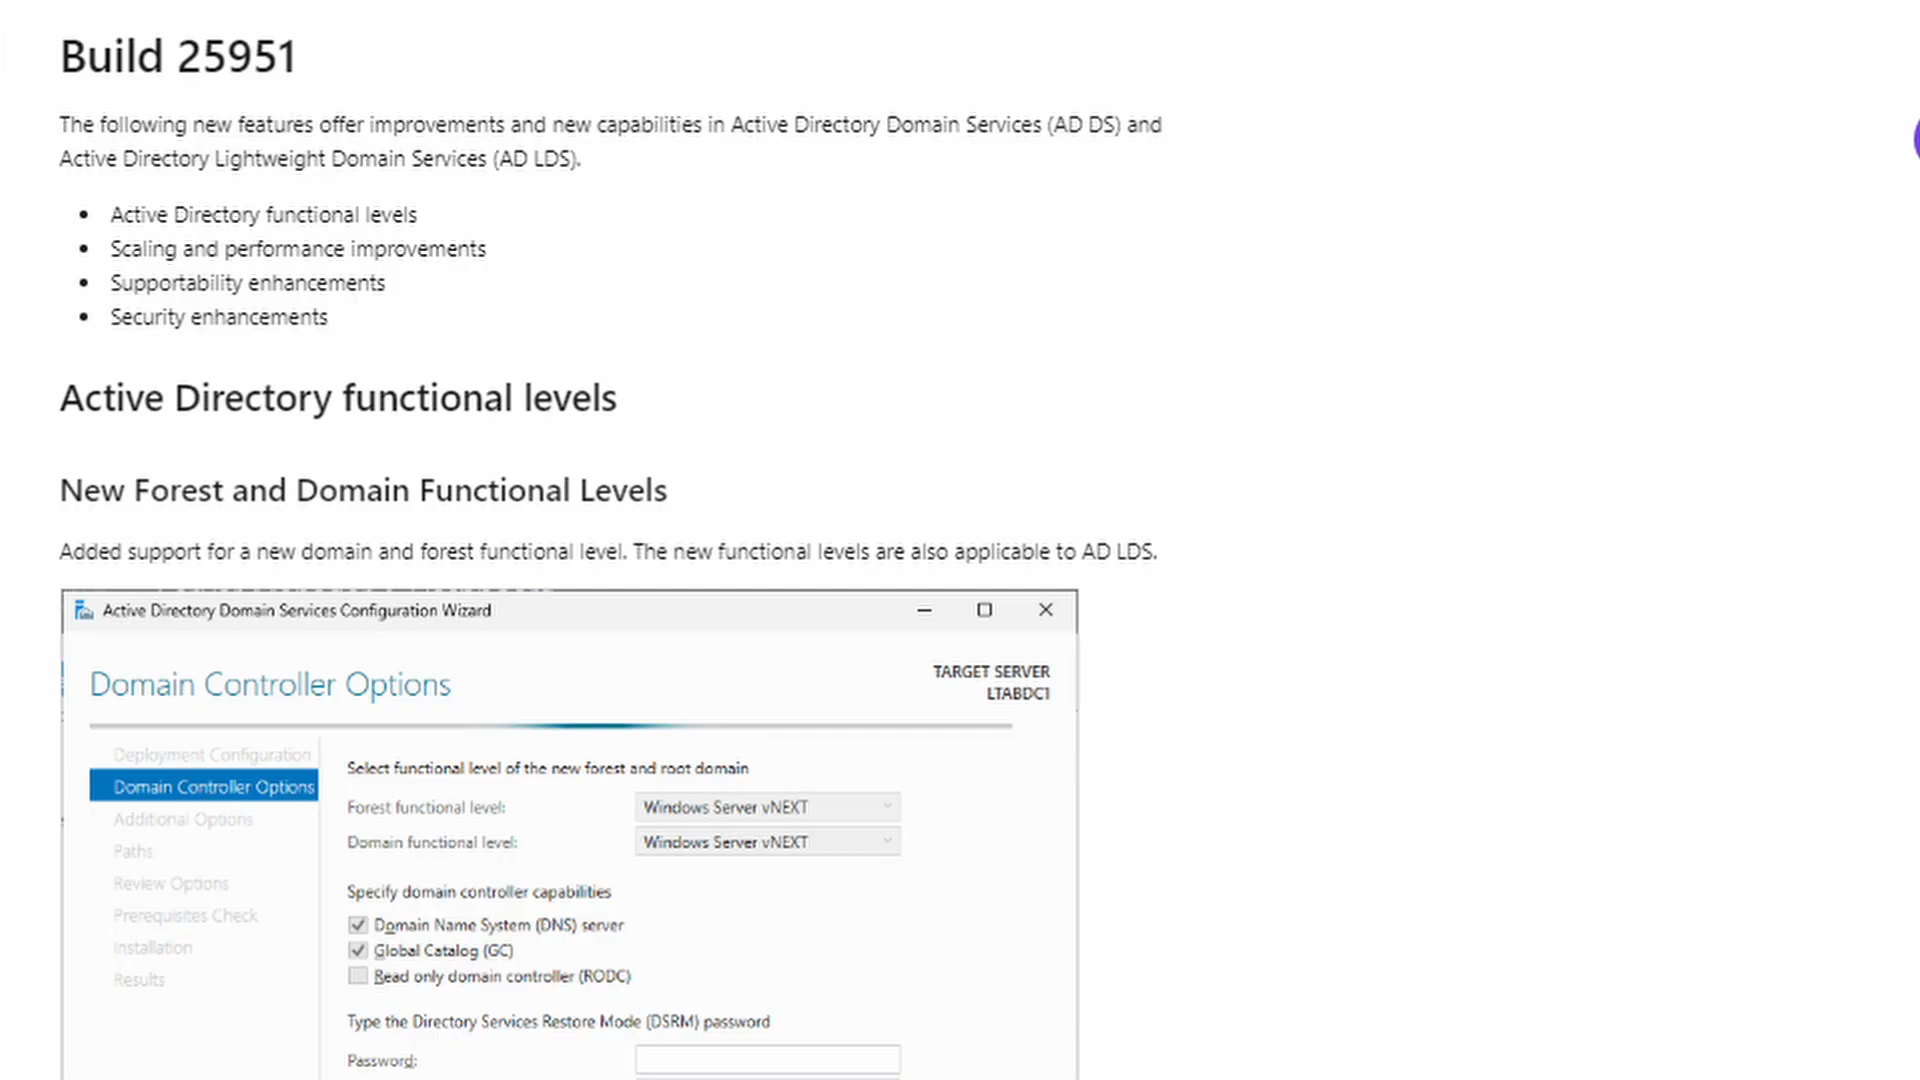 Build 25951
The following new features offer improvements and new capabilities in Active Directory Domain Services (AD DS) and
Active Directory Lightweight Domain Services (AD LDS).
• Active Directory functional levels
• Scaling and performance improvements
• Supportability enhancements
• Security enhancements
Active Directory functional levels
New Forest and Domain Functional Levels
Added support for a new domain and forest functional level. The new functional levels are also applicable to AD LDS.
Active Directory Domain Services Configuration Wizard
Domain Controller Options
TARGET SERVER
LTABDC1
Deployment Configuration
Domain Controller Options
Additional Options
Paths
Review Options
Prerequisites Check
Installation
Results
Select functional level of the new forest and root domain
Forest functional level: Windows Server vNEXT
Domain functional level: Windows Server vNEXT
Specify domain controller capabilities
Domain Name System (DNS) server
Global Catalog (GC)
Read only domain controller (RODC)
Type the Directory Services Restore Mode (DSRM) password
Password: